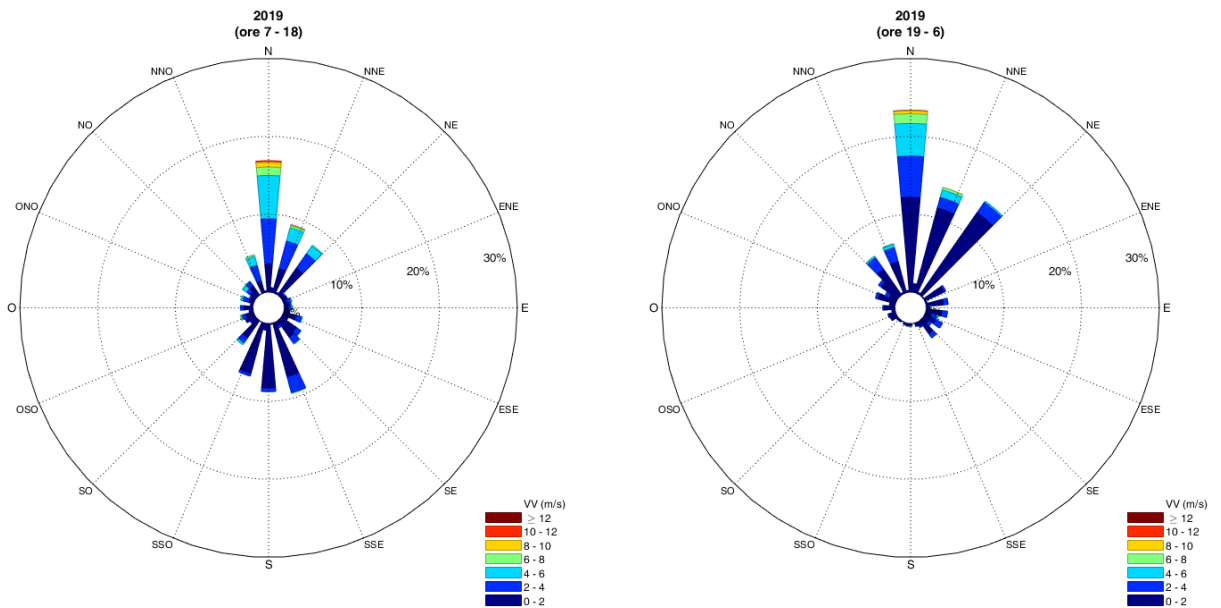 2019
(ore 7 - 18)
N
NNO
NNE
NO
NE
ONO
ENE
30%
20%
10%
O
E
OSO
ESE
SO
SE
SSO
SSE
S
VV (m/s)
≥ 12
10 - 12
8 - 10
6 - 8
4 - 6
2 - 4
0 - 2
2019
(ore 19 - 6)
N
NNO
NNE
NO
NE
ONO
ENE
30%
20%
10%
O
E
OSO
ESE
SO
SE
SSO
SSE
S
VV (m/s)
≥ 12
10 - 12
8 - 10
6 - 8
4 - 6
2 - 4
0 - 2